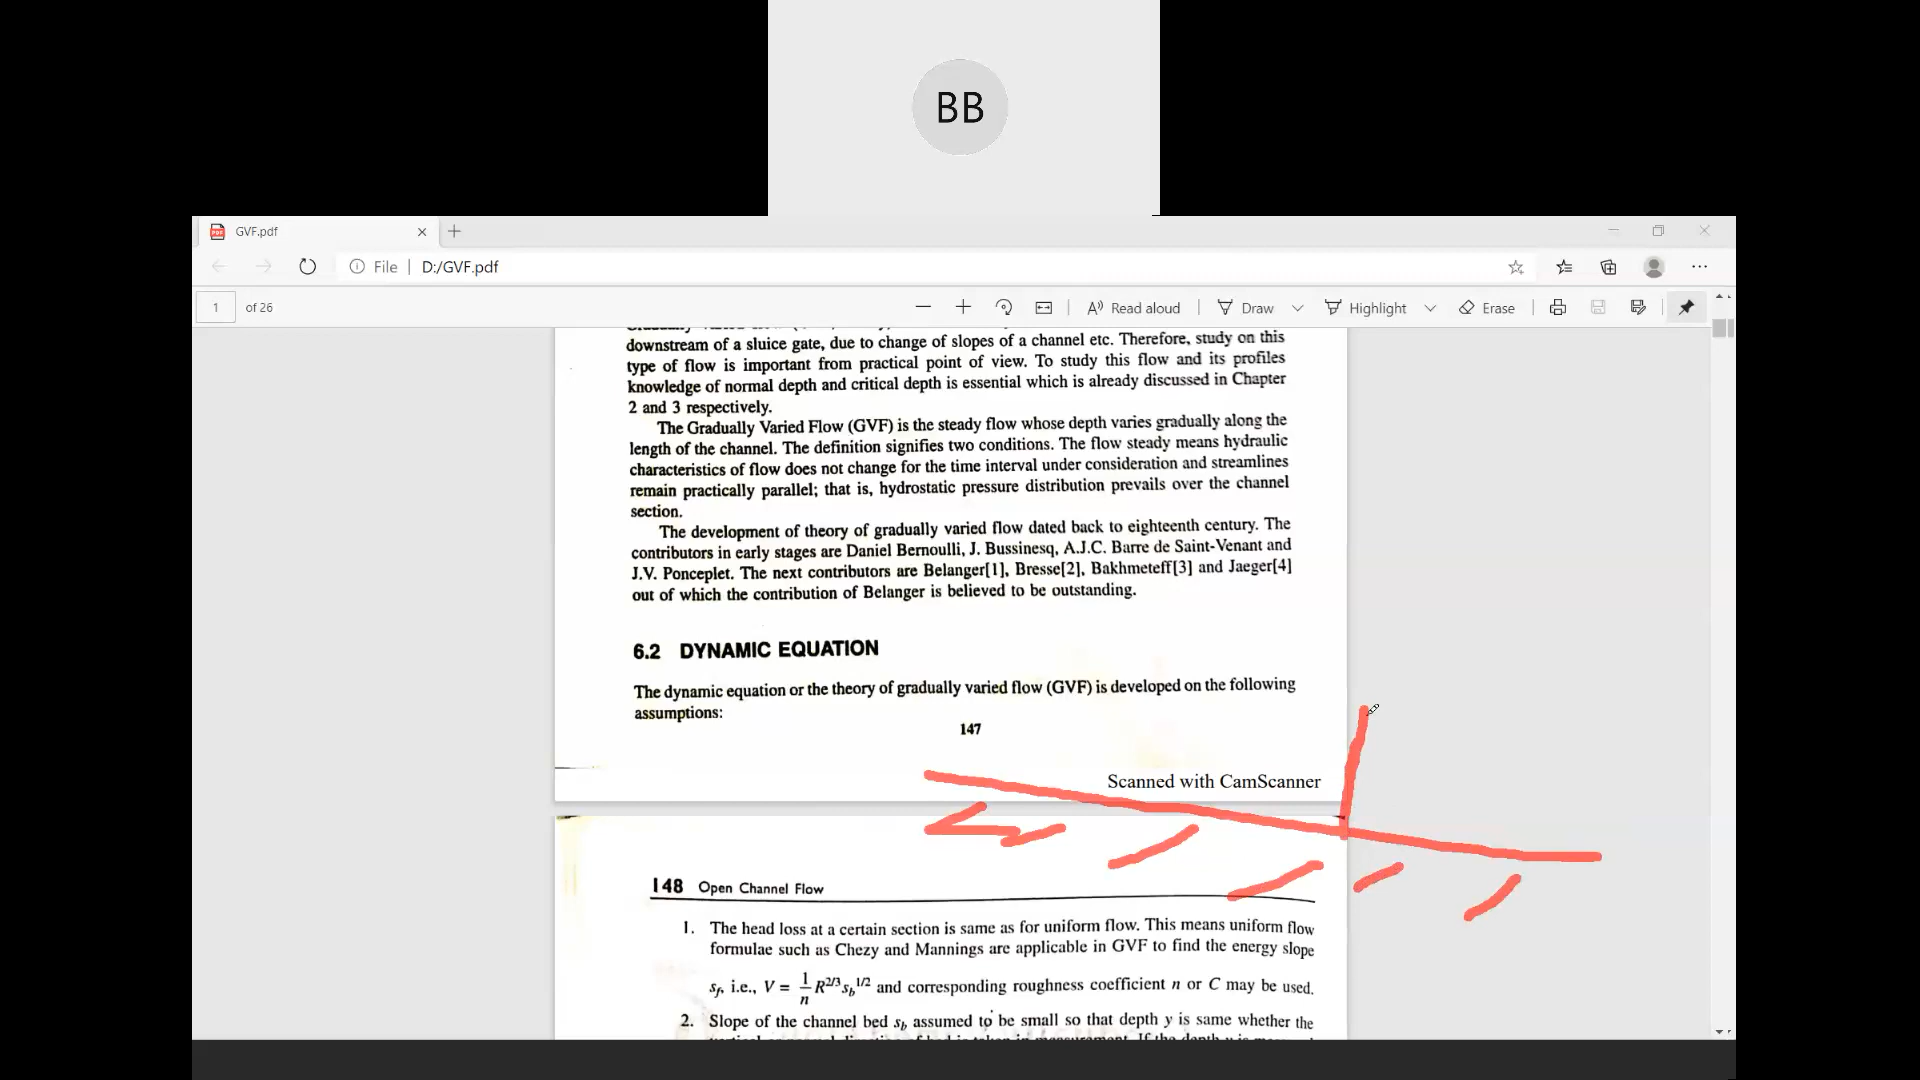 BB
GVF.pdf
File | D:/GVF.pdf
1 of 26
Read aloud
Draw
Highlight
Erase
downstream of a sluice gate, due to change of slopes of a channel etc. Therefore, study on this
type of flow is important from practical point of view. To study this flow and its profiles
knowledge of normal depth and critical depth is essential which is already discussed in Chapter
2 and 3 respectively.
The Gradually Varied Flow (GVF) is the steady flow whose depth varies gradually along the
length of the channel. The definition signifies two conditions. The flow steady means hydraulic
characteristics of flow does not change for the time interval under consideration and streamlines
remain practically parallel; that is, hydrostatic pressure distribution prevails over the channel
section.
The development of theory of gradually varied flow dated back to eighteenth century. The
contributors in early stages are Daniel Bernoulli, J. Bussinesq, A.J.C. Barre de Saint-Venant and
J.V. Ponceplet. The next contributors are Belanger[1], Bresse[2], Bakhmeteff[3] and Jaeger[4]
out of which the contribution of Belanger is believed to be outstanding.
6.2 DYNAMIC EQUATION
The dynamic equation or the theory of gradually varied flow (GVF) is developed on the following
assumptions:
147
Scanned with CamScanner
148 Open Channel Flow
1. The head loss at a certain section is same as for uniform flow. This means uniform flow
formulae such as Chezy and Mannings are applicable in GVF to find the energy slope
s_f, i.e., V = 1/n R^2/3 s_b^1/2 and corresponding roughness coefficient n or C may be used.
2. Slope of the channel bed s_b assumed to be small so that depth y is same whether the